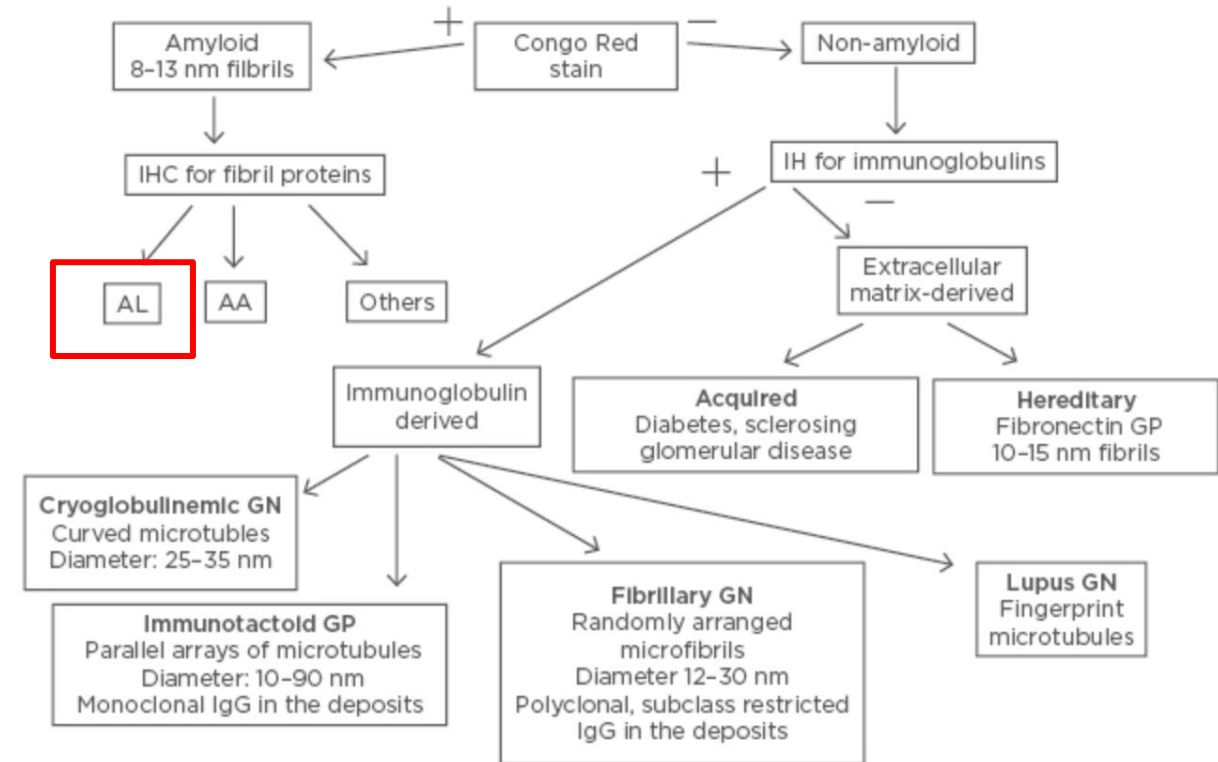 +
−
Amyloid
8–13 nm filbrils
Congo Red
stain
Non-amyloid
IHC for fibril proteins
IH for immunoglobulins
+
−
AL
AA
Others
Extracellular
matrix-derived
Immunoglobulin
derived
Acquired
Diabetes, sclerosing
glomerular disease
Hereditary
Fibronectin GP
10–15 nm fibrils
Cryoglobulinemic GN
Curved microtubles
Diameter: 25–35 nm
Immunotactoid GP
Parallel arrays of microtubules
Diameter: 10–90 nm
Monoclonal IgG in the deposits
Fibrillary GN
Randomly arranged
microfibrils
Diameter 12–30 nm
Polyclonal, subclass restricted
IgG in the deposits
Lupus GN
Fingerprint
microtubules